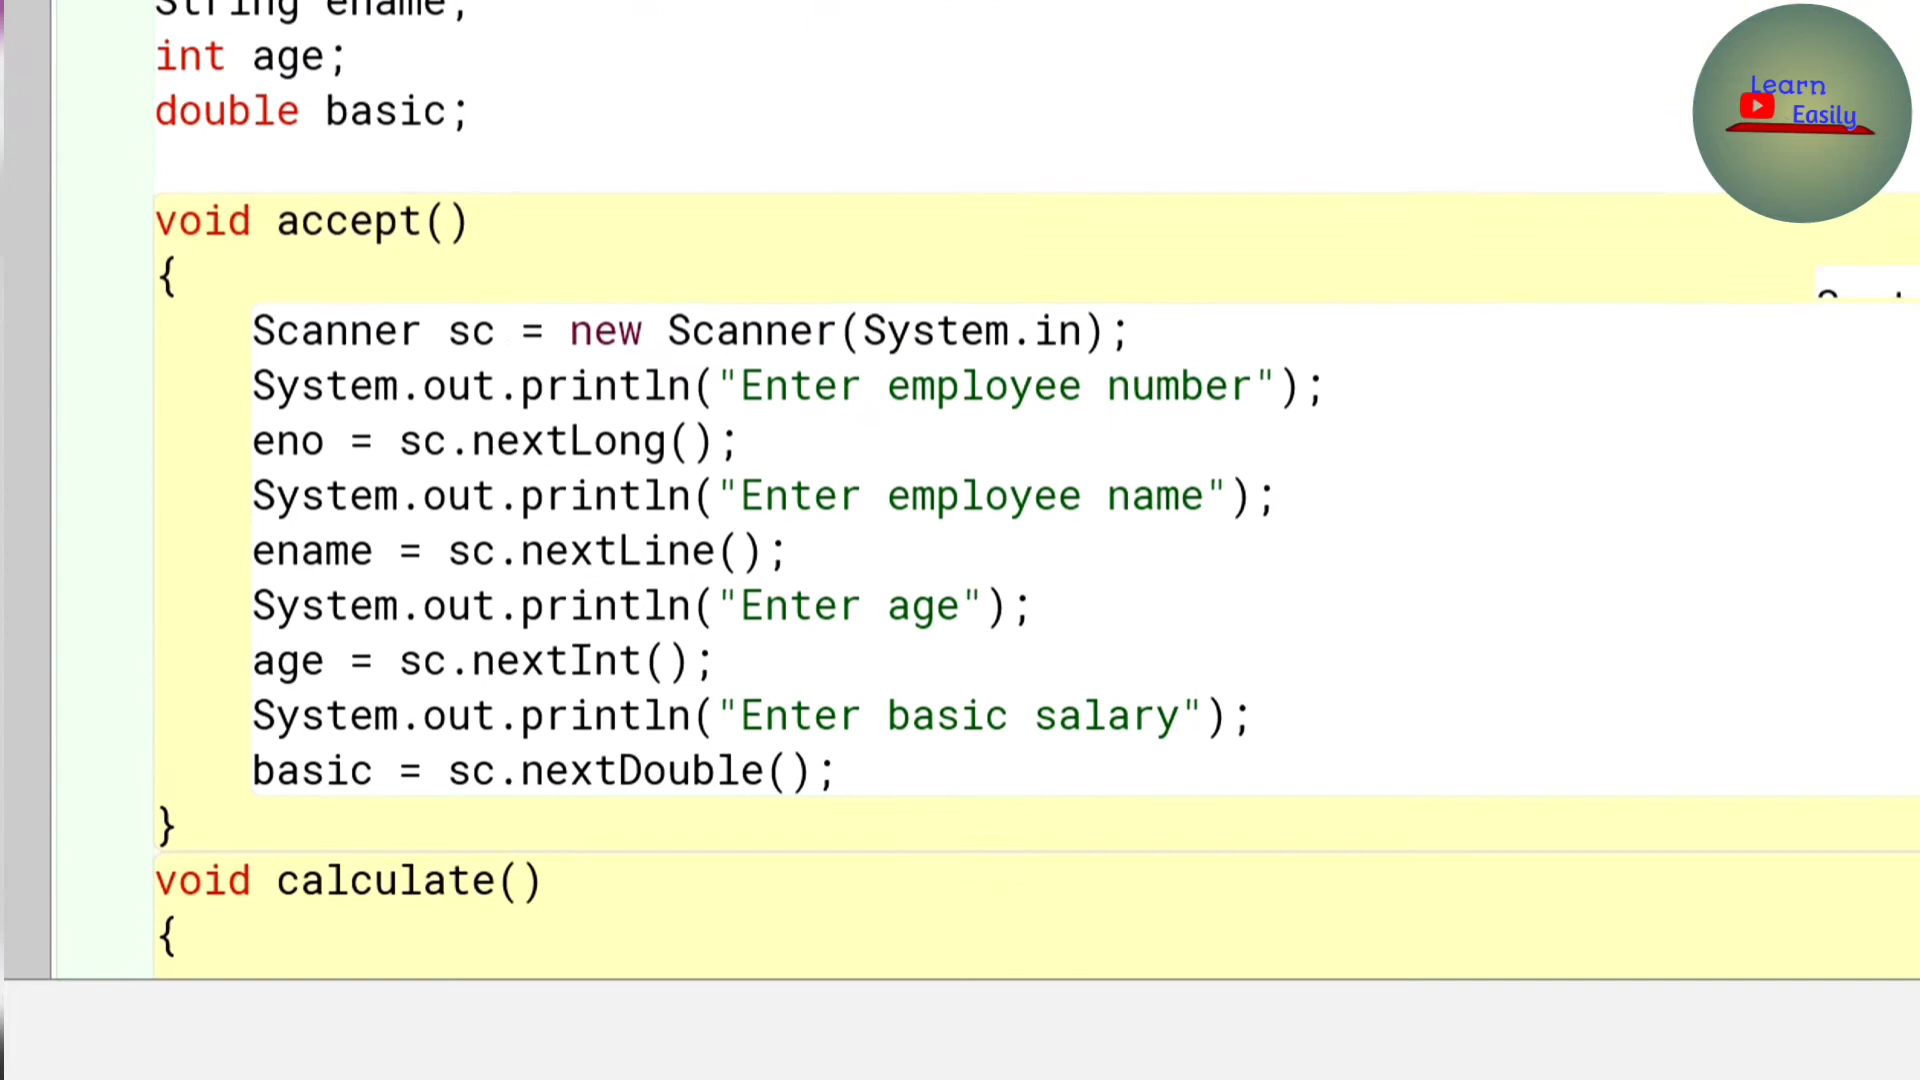 String ename;
int age;
double basic;
Learn
Easily
void accept()
{
Scanner sc = new Scanner(System.in);
System.out.println("Enter employee number");
eno = sc.nextLong();
System.out.println("Enter employee name");
ename = sc.nextLine();
System.out.println("Enter age");
age = sc.nextInt();
System.out.println("Enter basic salary");
basic = sc.nextDouble();
}
void calculate()
{